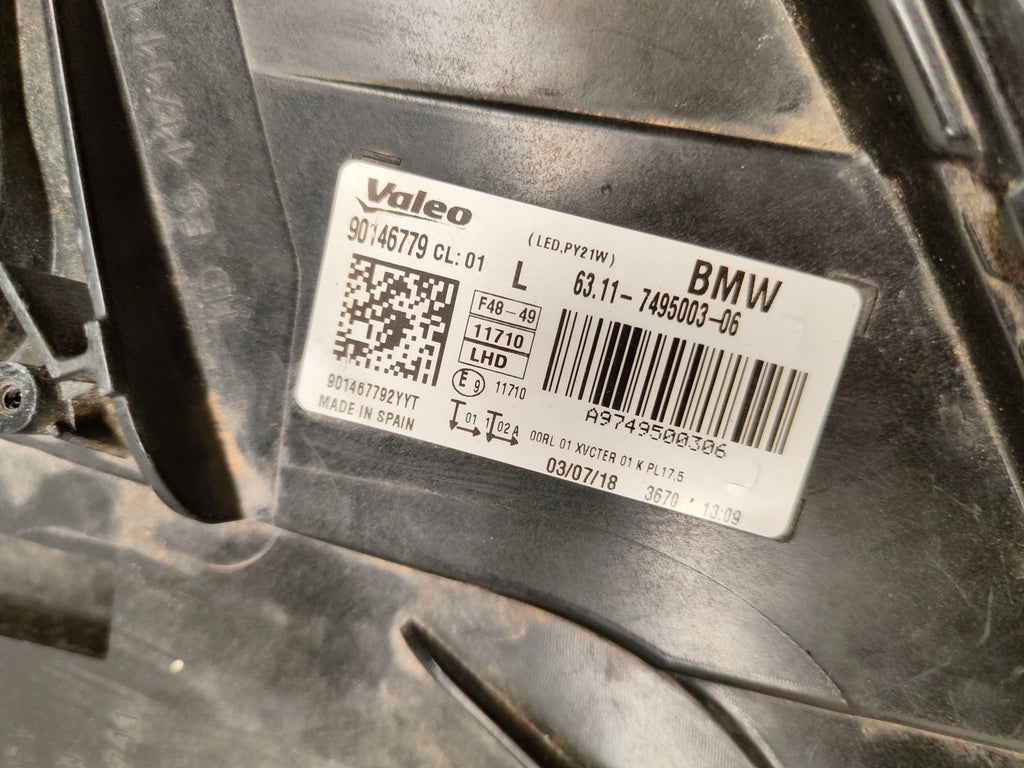 Valeo
90146779 CL:01
L
(LED,PY21W)
BMW
63.11-7495003-06
F48-49
11710
LHD
E9 11710
901467792YYT
MADE IN SPAIN
01 1 02A
A9749500306
00RL 01 XVCTER 01 K PL17.5
03/07/18
3670 * 13:09